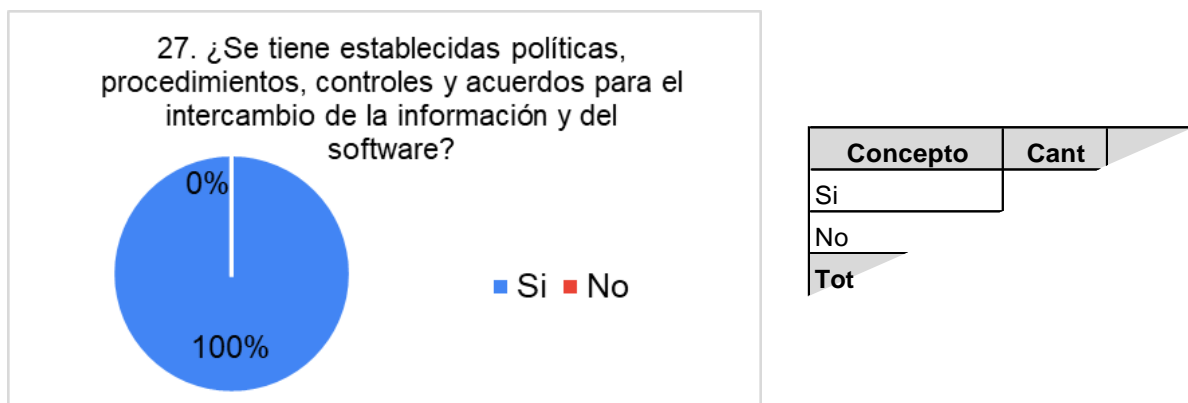 27. ¿Se tiene establecidas políticas,
procedimientos, controles y acuerdos para el
intercambio de la información y del
software?
0%
100%
Si No
Concepto Cant
Si
No
Tot